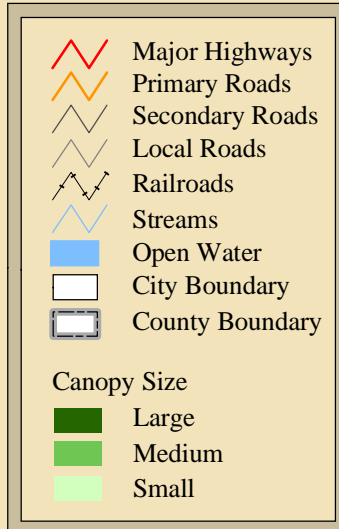 Major Highways
Primary Roads
Secondary Roads
Local Roads
Railroads
Streams
Open Water
City Boundary
County Boundary
Canopy Size
Large
Medium
Small